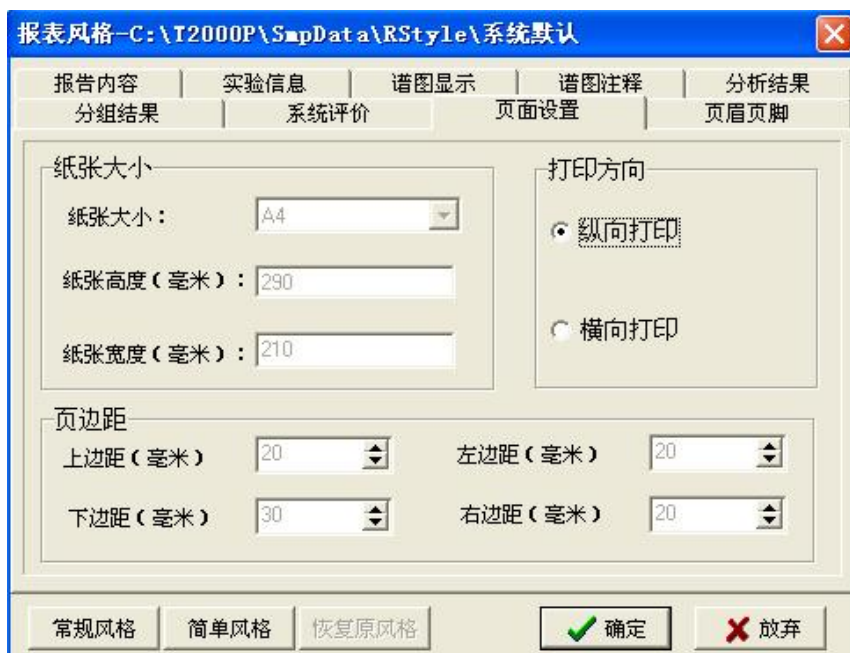 报表风格-C:\T2000P\SmpData\RStyle\系统默认
报告内容 实验信息 谱图显示 谱图注释 分析结果
分组结果 系统评价 页面设置 页眉页脚
纸张大小
纸张大小： A4
纸张高度(毫米)： 290
纸张宽度(毫米)： 210
打印方向
纵向打印
横向打印
页边距
上边距(毫米) 20 左边距(毫米) 20
下边距(毫米) 30 右边距(毫米) 20
常规风格 简单风格 恢复原风格 确定 放弃